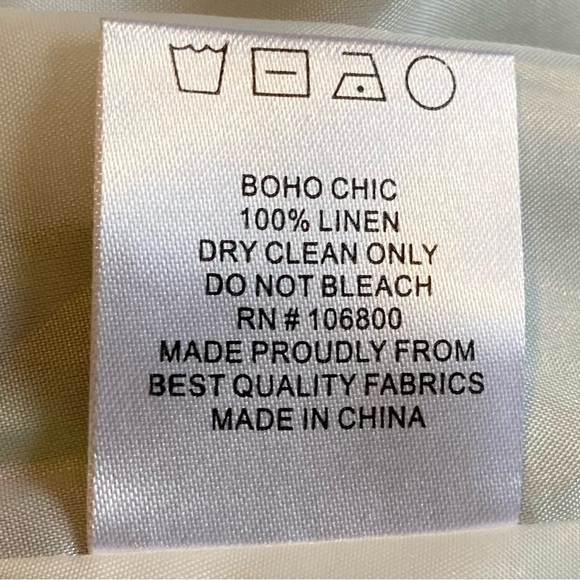 BOHO CHIC
100% LINEN
DRY CLEAN ONLY
DO NOT BLEACH
RN # 106800
MADE PROUDLY FROM
BEST QUALITY FABRICS
MADE IN CHINA